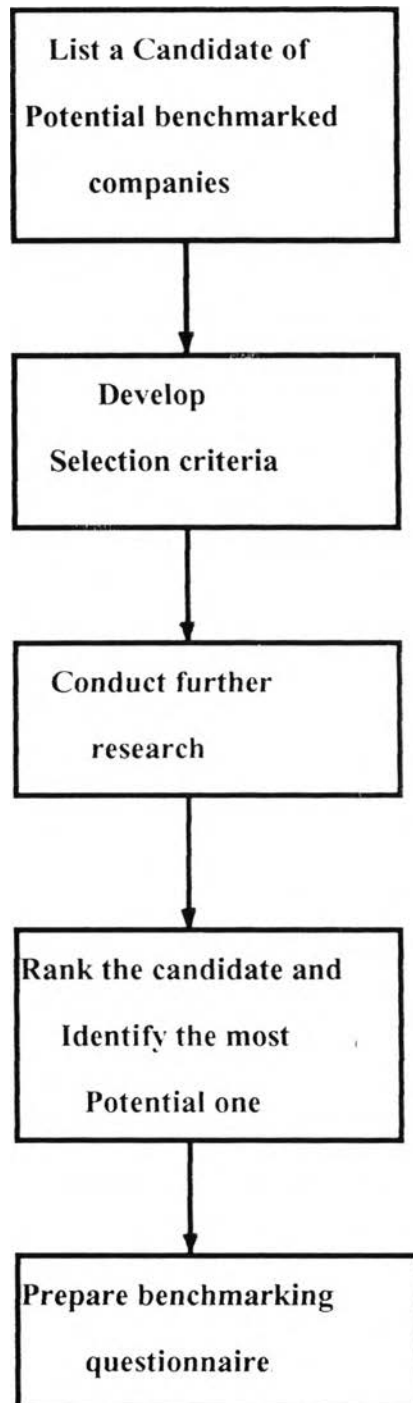 List a Candidate of
Potential benchmarked
companies
Develop
Selection criteria
Conduct further
research
Rank the candidate and
Identify the most
Potential one
Prepare benchmarking
questionnaire